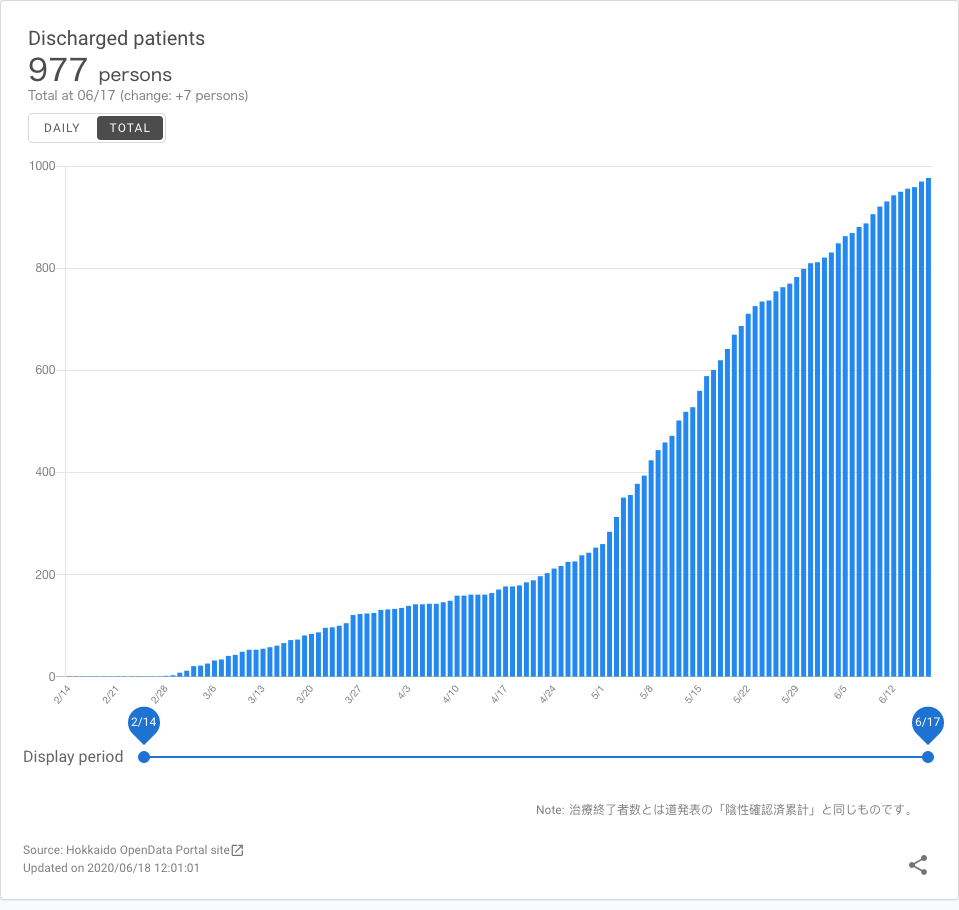 Discharged patients
977 persons
Total at 06/17 (change: +7 persons)
DAILY TOTAL
1000
800
600
400
200
0
2/14 2/21 2/28 3/6 3/13 3/20 3/27 4/3 4/10 4/17 4/24 5/1 5/8 5/15 5/22 5/29 6/5 6/12
2/14 6/17
Display period
Note: 治療終了者数とは道発表の「陰性確認済累計」と同じものです。
Source: Hokkaido OpenData Portal site
Updated on 2020/06/18 12:01:01